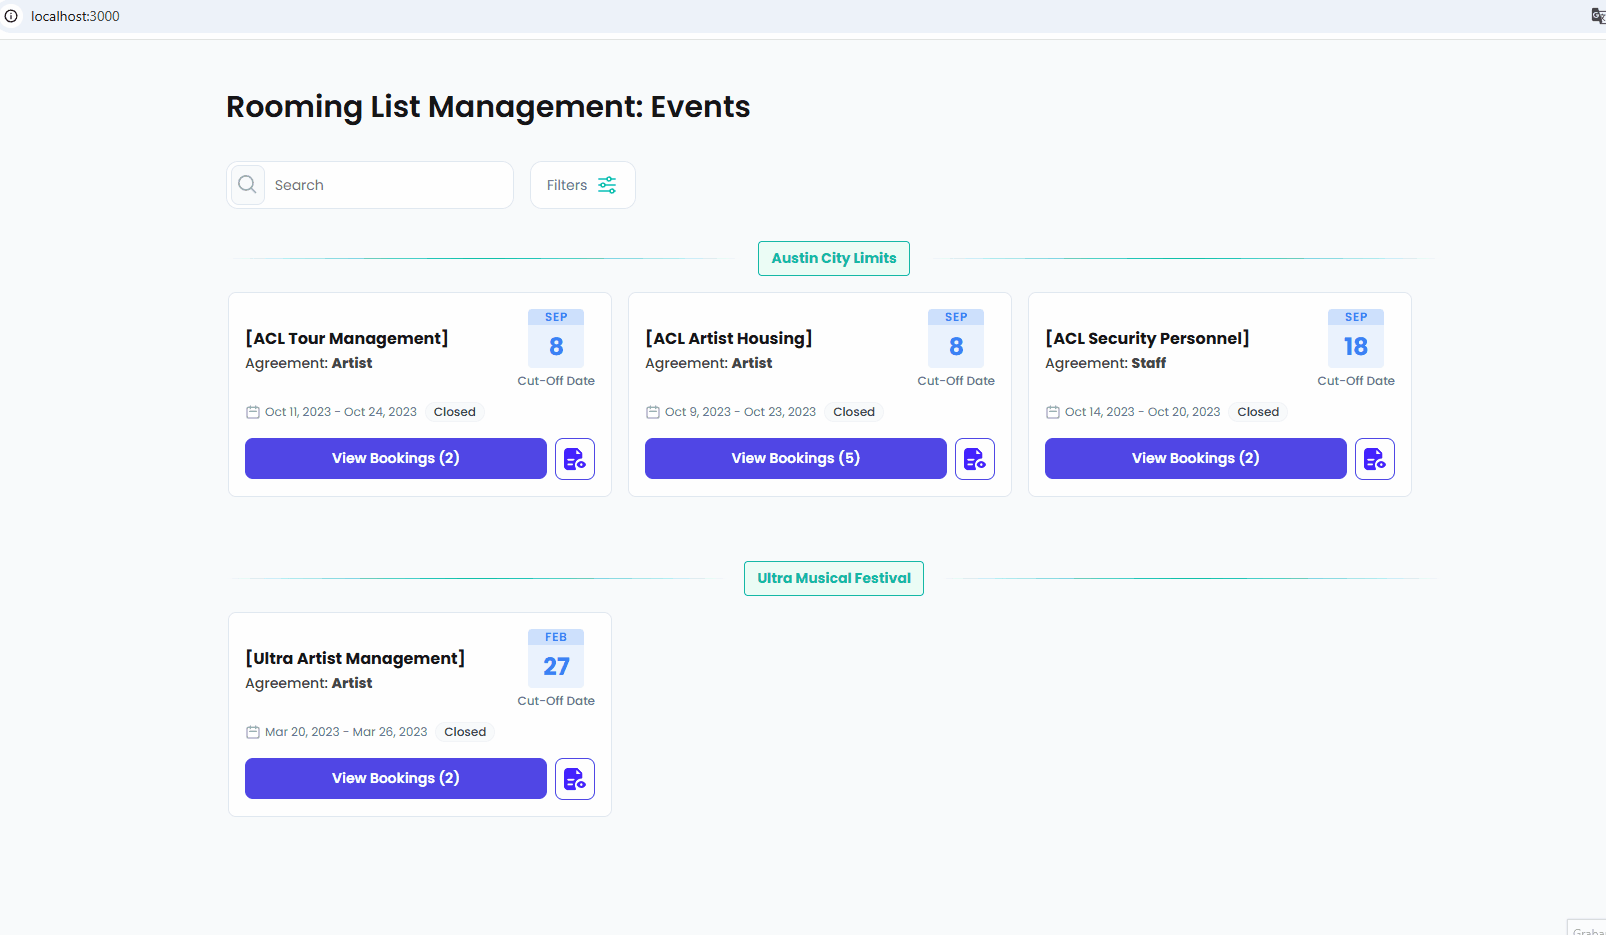 localhost:3000
Rooming List Management: Events
Search
Filters
Austin City Limits
[ACL Tour Management]
Agreement: Artist
SEP
8
Cut-Off Date
Oct 11, 2023 - Oct 24, 2023 Closed
View Bookings (2)
[ACL Artist Housing]
Agreement: Artist
SEP
8
Cut-Off Date
Oct 9, 2023 - Oct 23, 2023 Closed
View Bookings (5)
[ACL Security Personnel]
Agreement: Staff
SEP
18
Cut-Off Date
Oct 14, 2023 - Oct 20, 2023 Closed
View Bookings (2)
Ultra Musical Festival
[Ultra Artist Management]
Agreement: Artist
FEB
27
Cut-Off Date
Mar 20, 2023 - Mar 26, 2023 Closed
View Bookings (2)